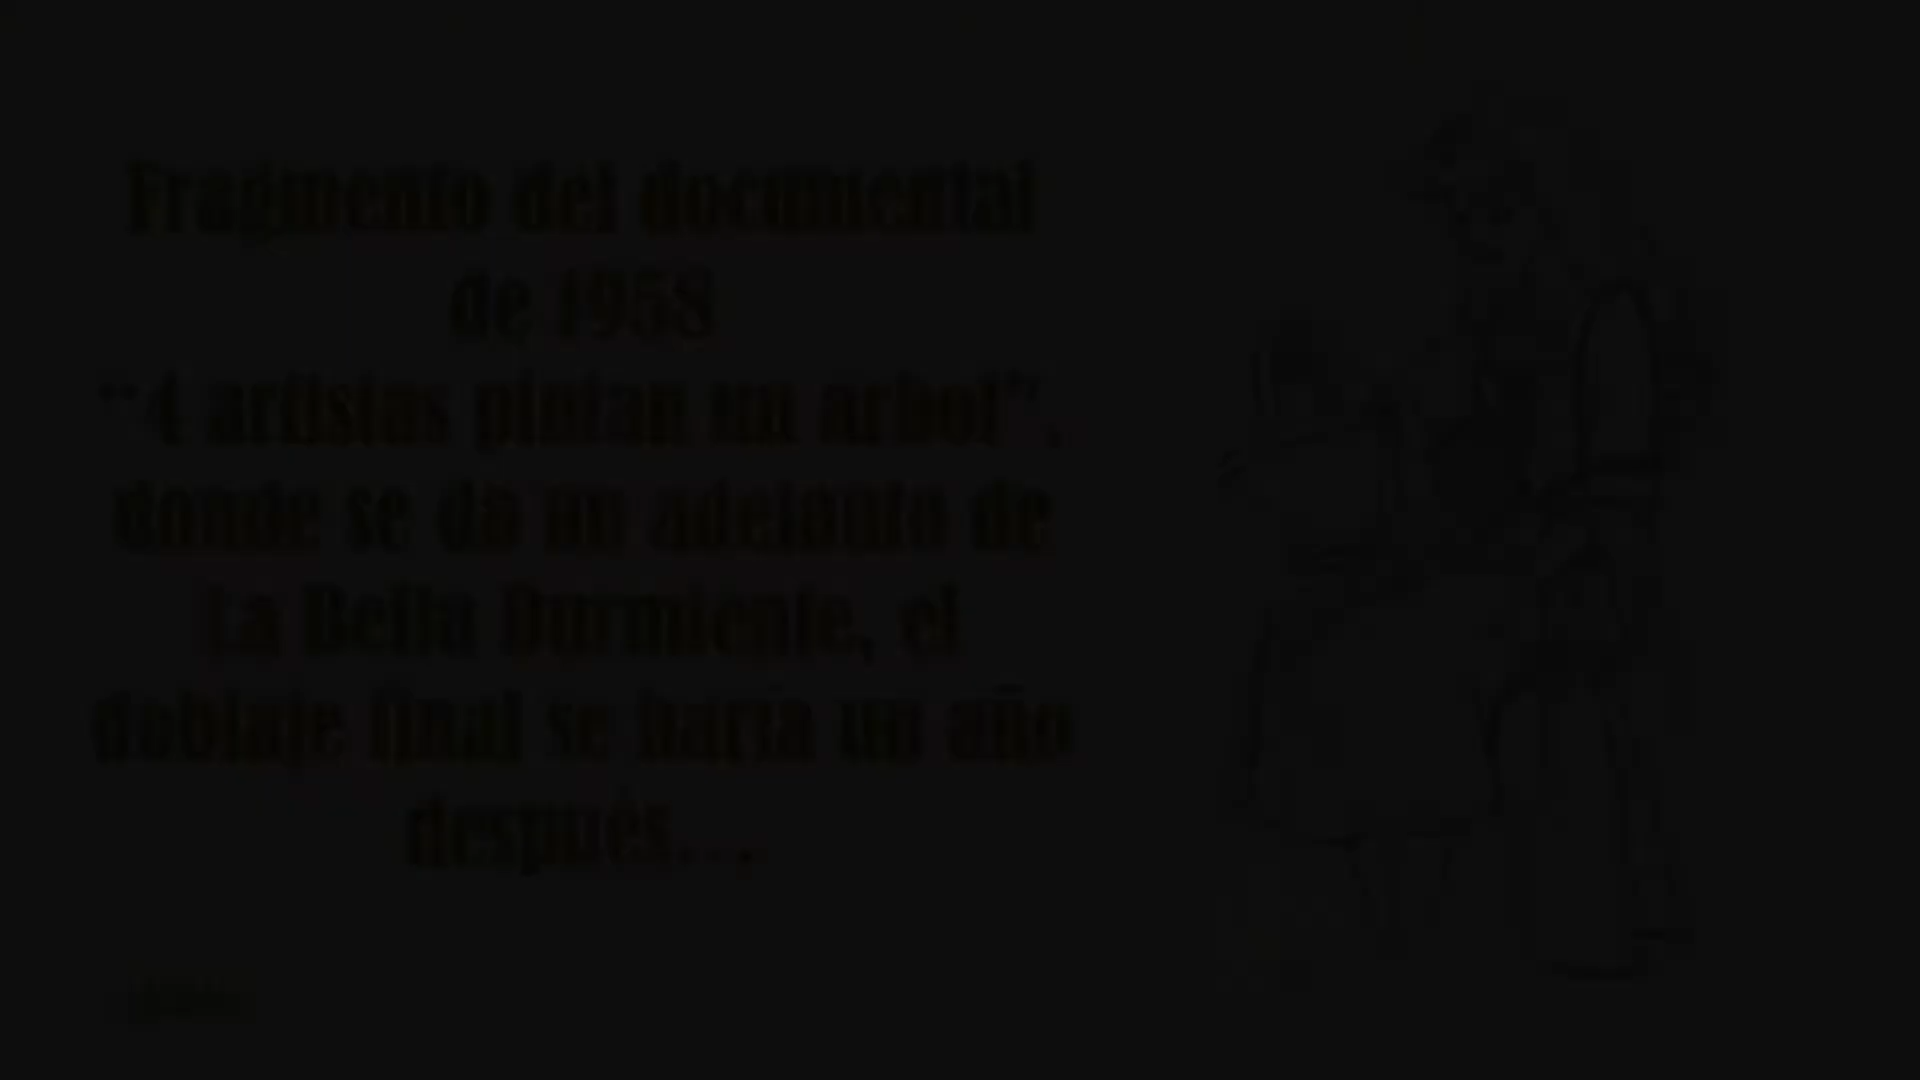 Fragmento del documental
de 1958
"4 artistas pintan un arbol",
donde se da un adelanto de
La Bella Durmiente, el
doblaje final se haria un año
después...